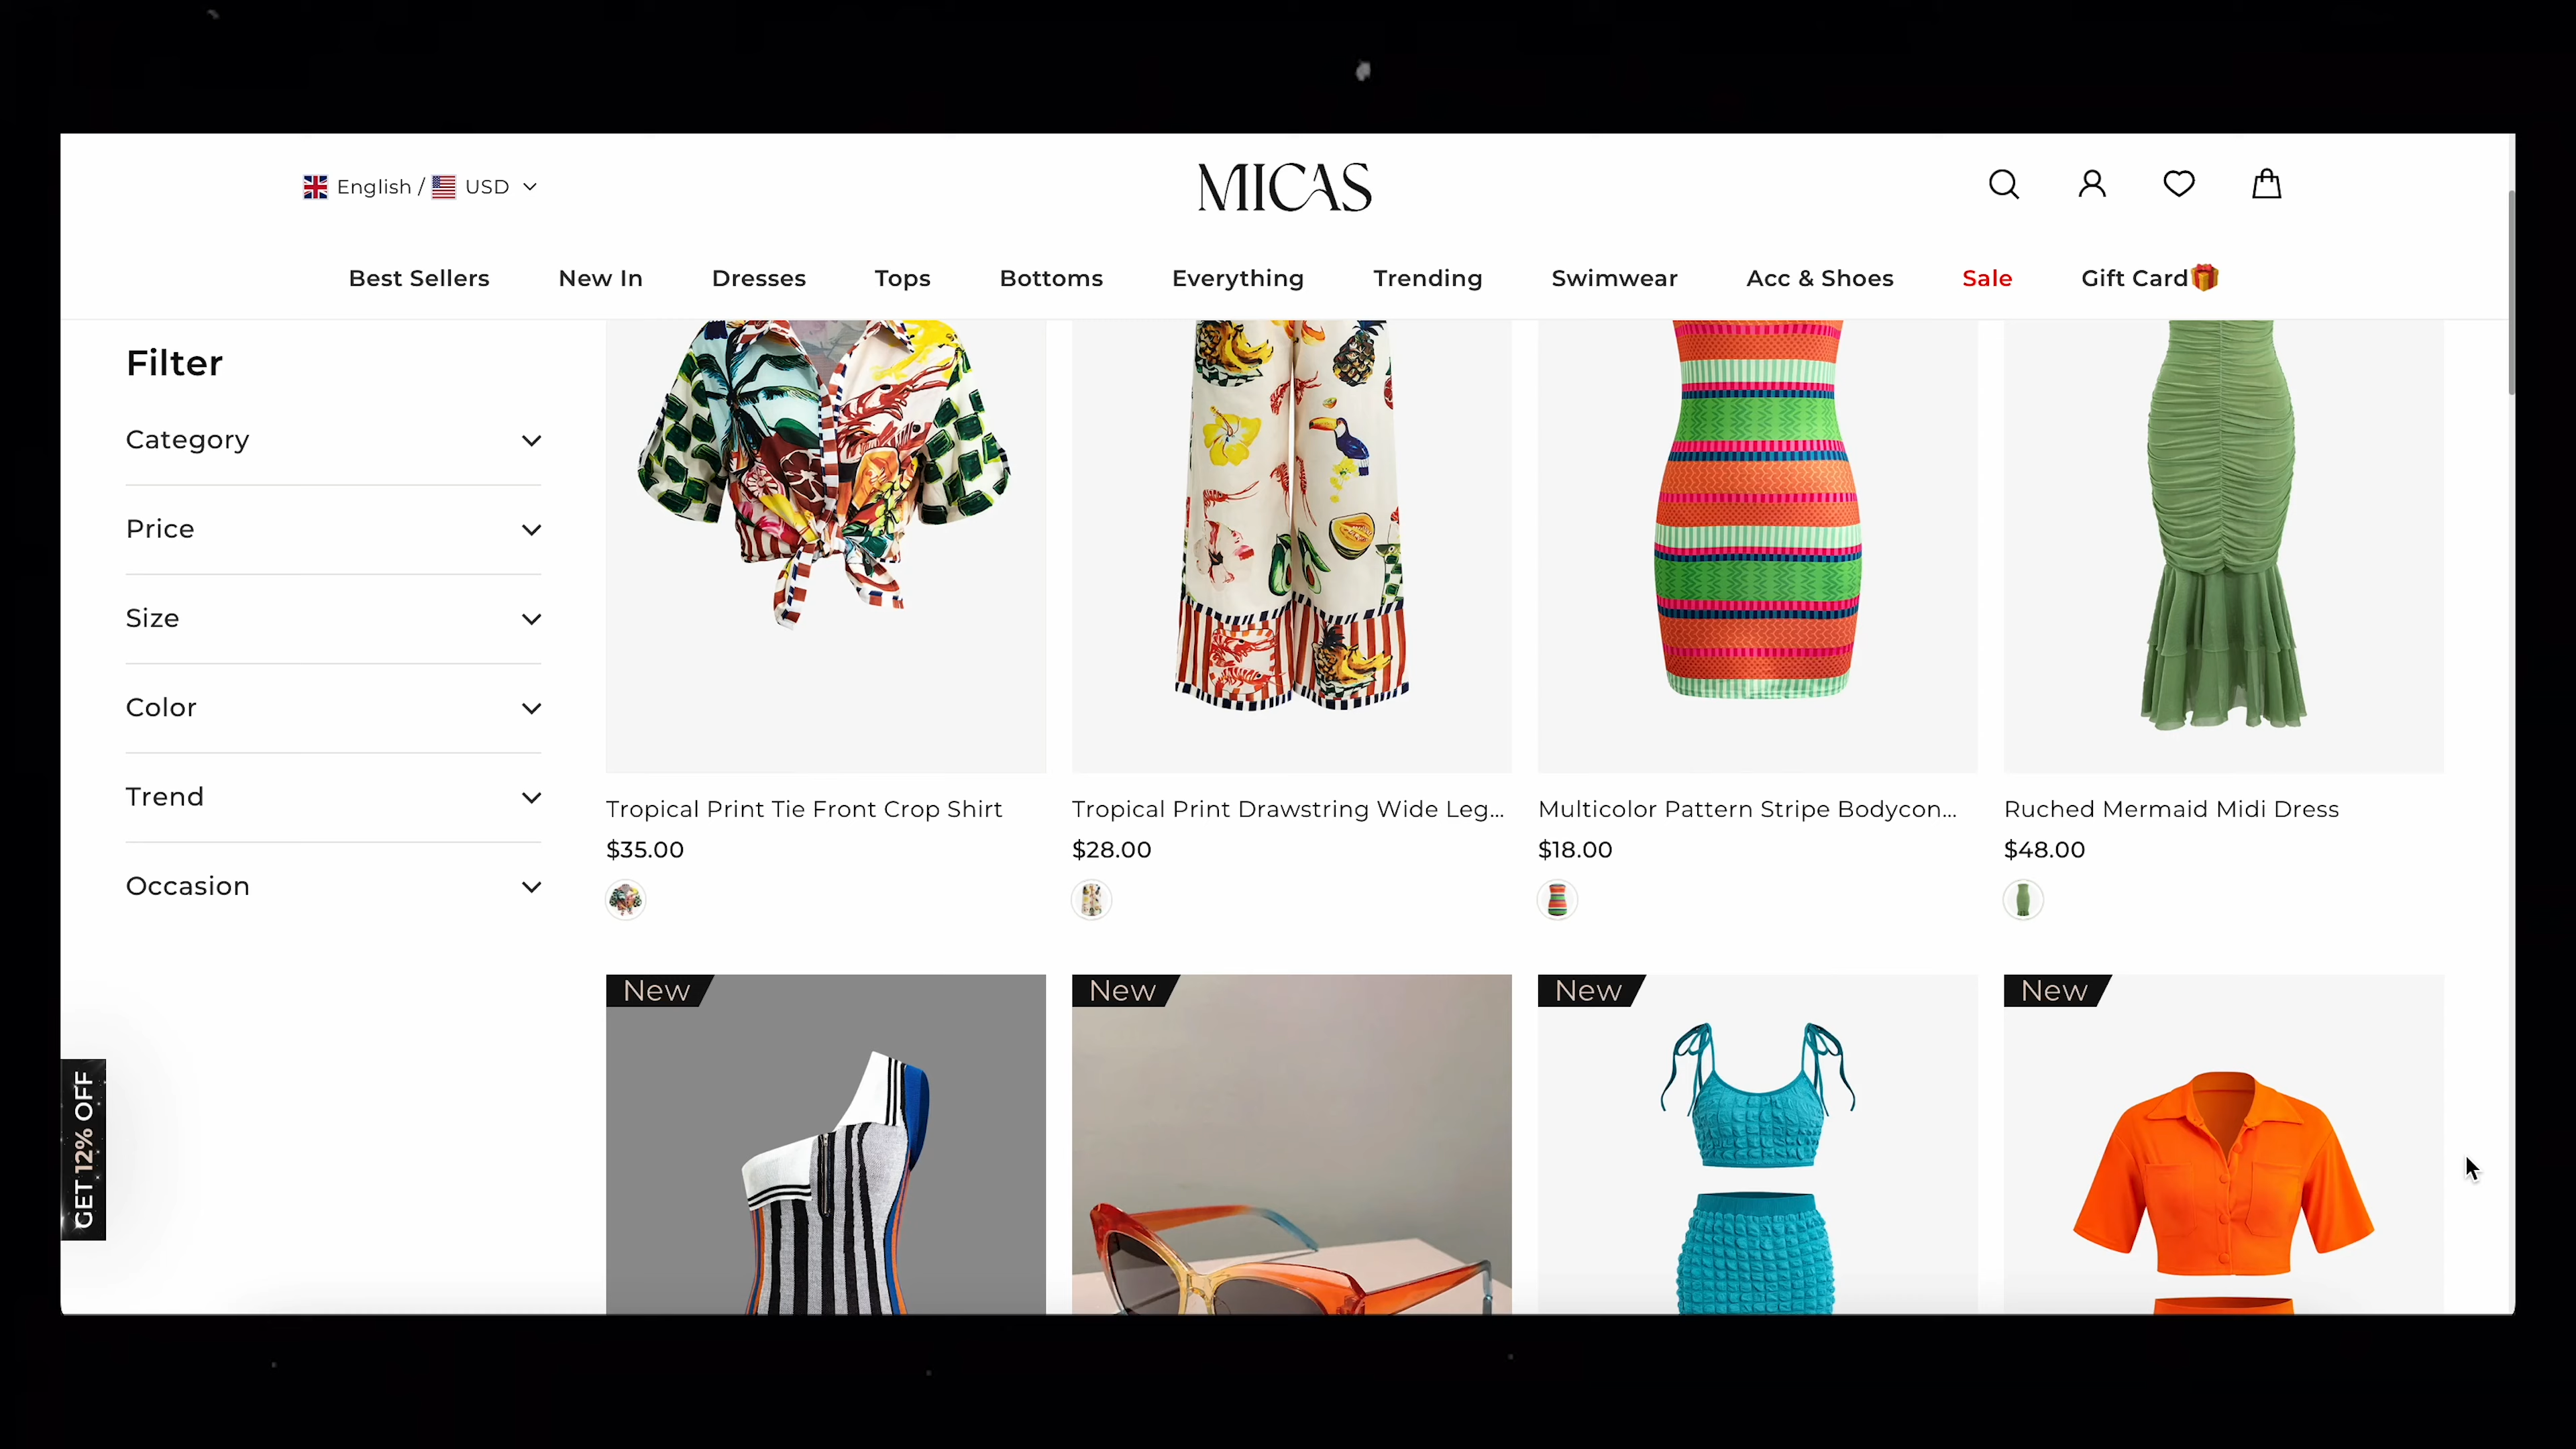 English / USD
MICAS
Best Sellers New In Dresses Tops Bottoms Everything Trending Swimwear Acc & Shoes Sale Gift Card🎁
Filter
Category
Price
Size
Color
Trend
Occasion
Tropical Print Tie Front Crop Shirt
$35.00
Tropical Print Drawstring Wide Leg...
$28.00
Multicolor Pattern Stripe Bodycon...
$18.00
Ruched Mermaid Midi Dress
$48.00
New
New
New
New
GET 12% OFF